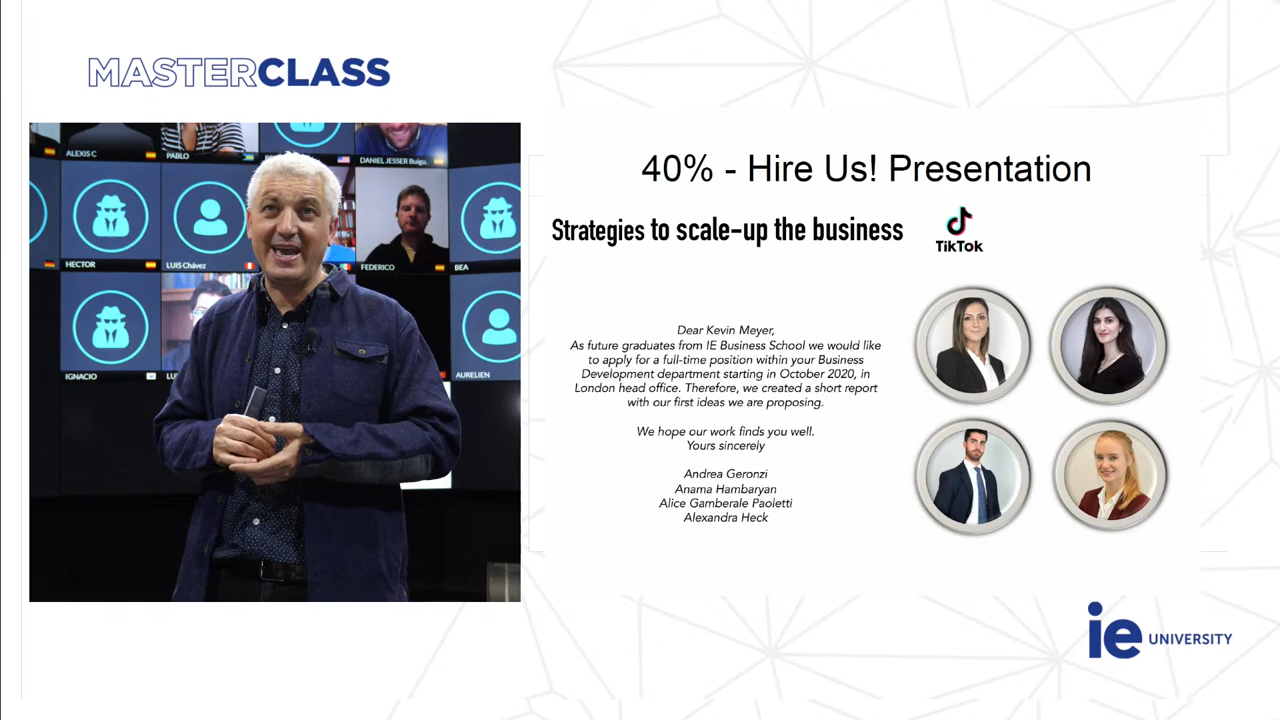 MASTERCLASS
ALEXIS C
PABLO
DANIEL JESSER Bulgu..
HECTOR
LUIS Chávez
FEDERICO
BEA
IGNACIO
LU
AURELIEN
40% - Hire Us! Presentation
Strategies to scale-up the business
TikTok
Dear Kevin Meyer,
As future graduates from IE Business School we would like
to apply for a full-time position within your Business
Development department starting in October 2020, in
London head office. Therefore, we created a short report
with our first ideas we are proposing.
We hope our work finds you well.
Yours sincerely
Andrea Geronzi
Anama Hambaryan
Alice Gamberale Paoletti
Alexandra Heck
ie UNIVERSITY